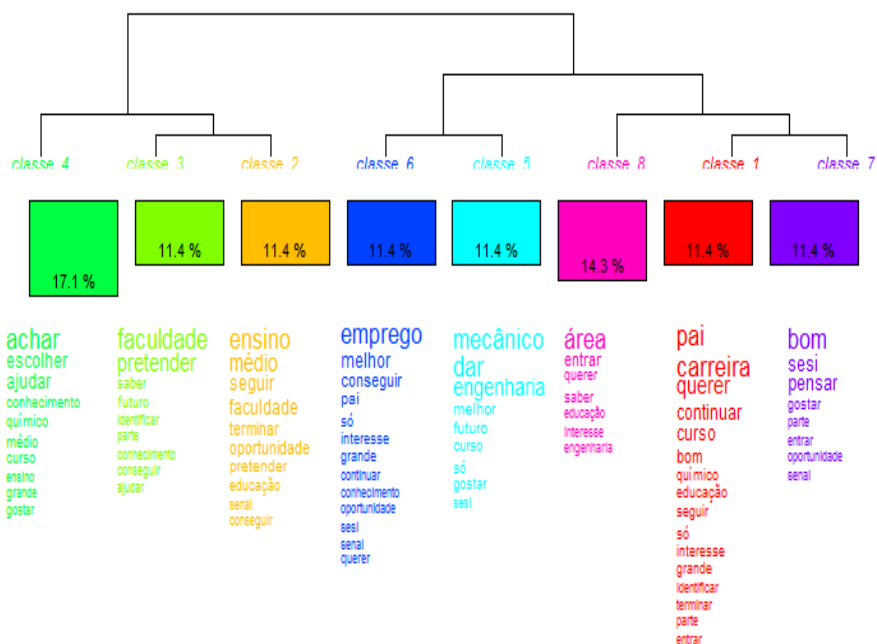 classe 4
classe 3
classe 2
classe 6
classe 5
classe 8
classe 1
classe 7
17.1 %
11.4 %
11.4 %
11.4 %
11.4 %
14.3 %
11.4 %
11.4 %
achar
escolher
ajudar
conhecimento
químico
médio
curso
ensino
grande
gostar
faculdade
pretender
saber
futuro
identificar
parte
conhecimento
conseguir
ajudar
ensino
médio
seguir
faculdade
terminar
oportunidade
pretender
educação
senai
conseguir
emprego
melhor
conseguir
pai
só
interesse
grande
continuar
conhecimento
oportunidade
sesi
senai
querer
mecânico
dar
engenharia
melhor
futuro
curso
só
gostar
sesi
área
entrar
querer
saber
educação
interesse
engenharia
pai
carreira
querer
continuar
curso
bom
químico
educação
seguir
só
interesse
grande
identificar
terminar
parte
entrar
bom
sesi
pensar
gostar
parte
entrar
oportunidade
senai